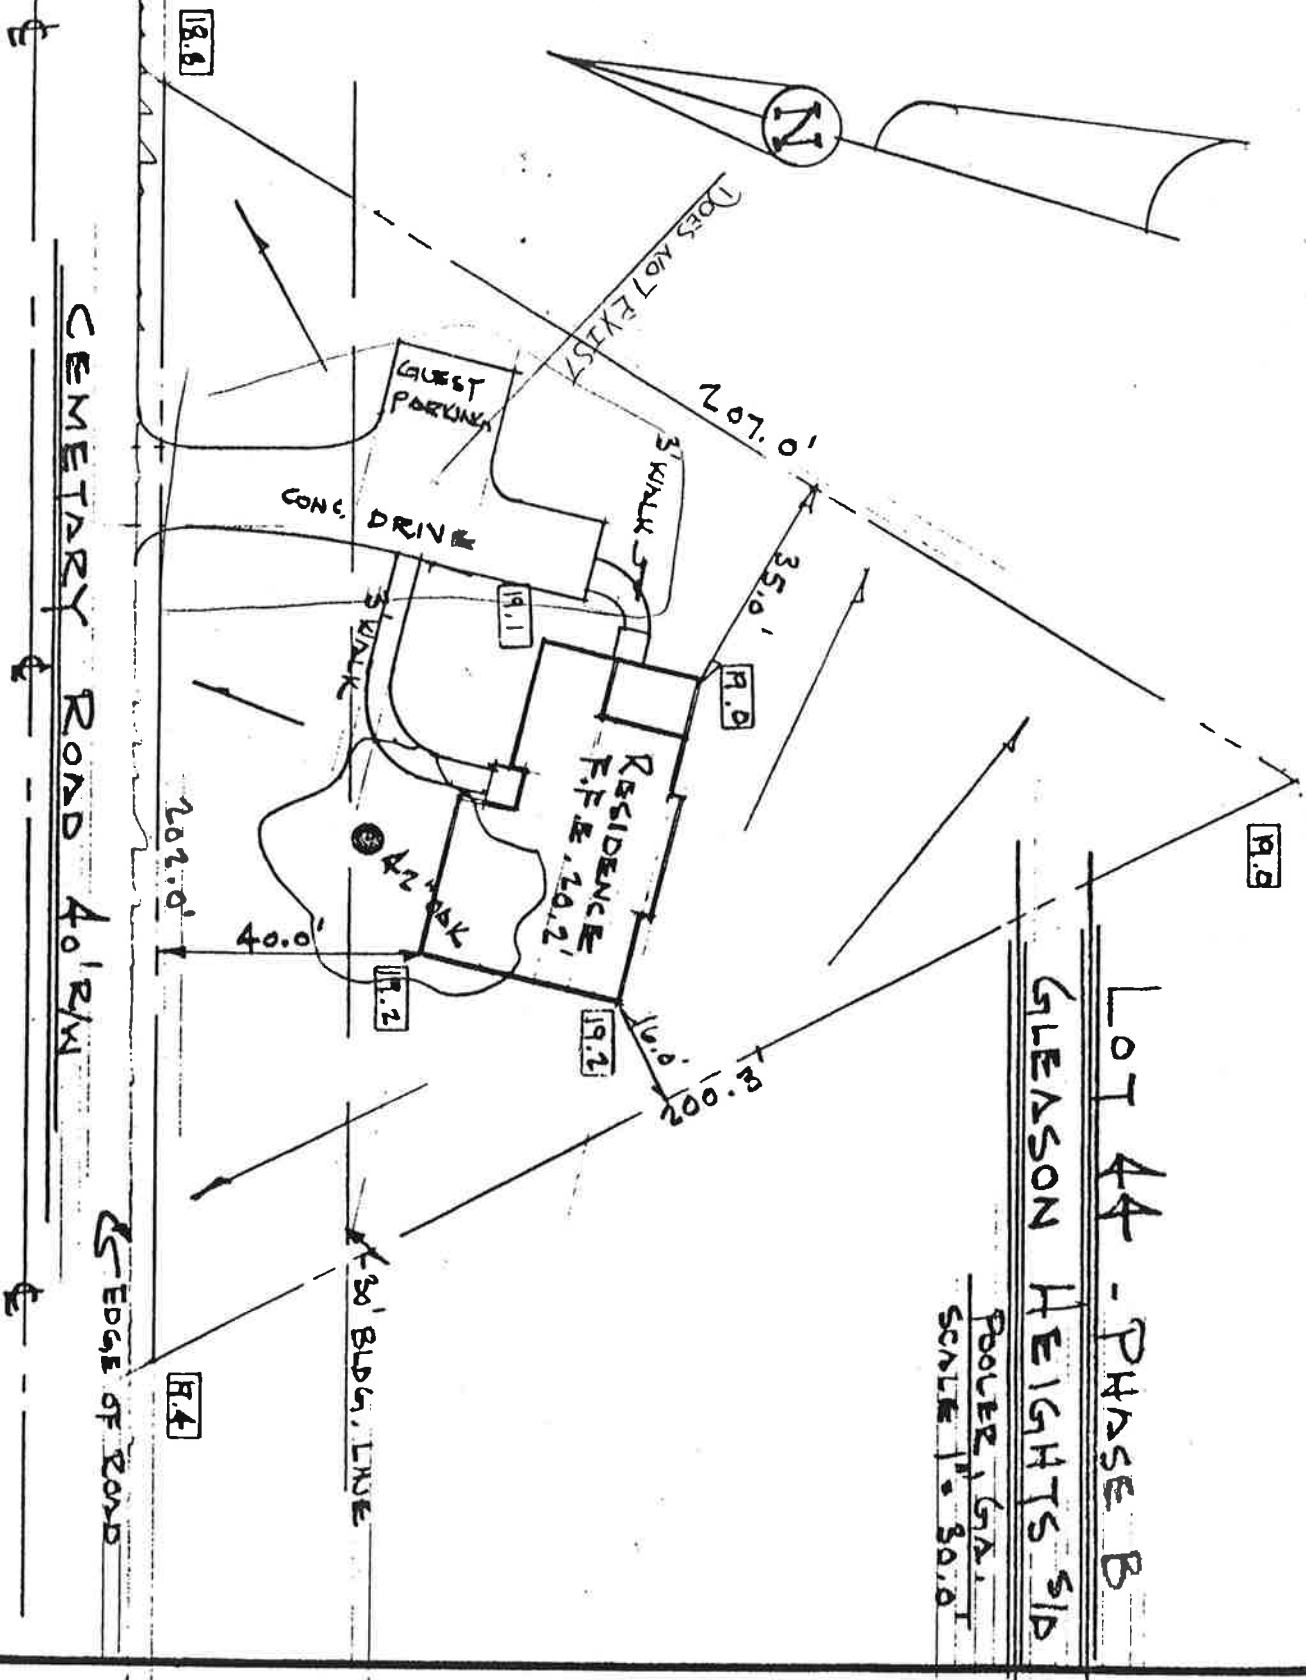 LOT 44 - PHASE B
GLEASON HEIGHTS S/D
POOLER, GA.
SCALE 1" = 30.0'
19.0
N
DOES NOT EXIST
207.0'
35.0'
3' WALK
19.0
GUEST
PARKING
CONC. DRIVE
19.1
RESIDENCE
F.F.E. 20.2'
3' WALK
42" OAK
19.2
16.0'
200.3'
19.2
40.0'
30' BLDG. LINE
18.8
202.0'
EDGE OF ROAD
CEMETARY ROAD 40' R/W